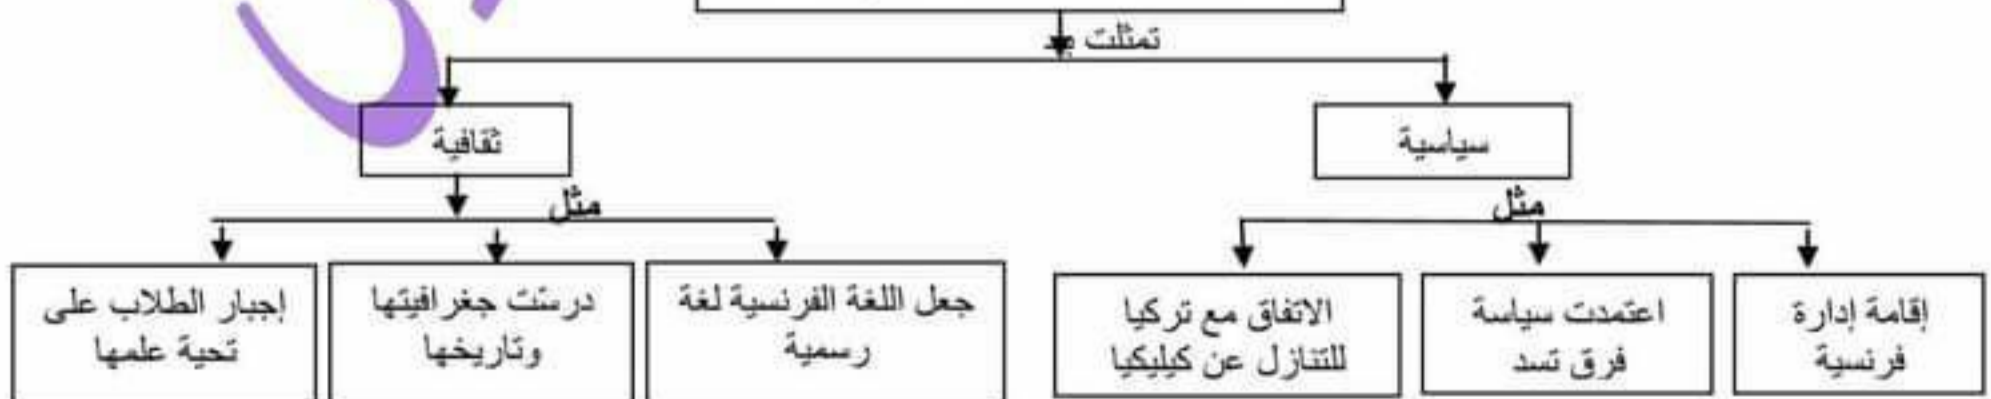 تمثلت بـ
سياسية
ثقافية
مثل
مثل
إقامة إدارة
فرنسية
اعتمدت سياسة
فرق تسد
الاتفاق مع تركيا
للتنازل عن كيليكيا
جعل اللغة الفرنسية لغة
رسمية
درست جغرافيتها
وتاريخها
إجبار الطلاب على
تحية علمها